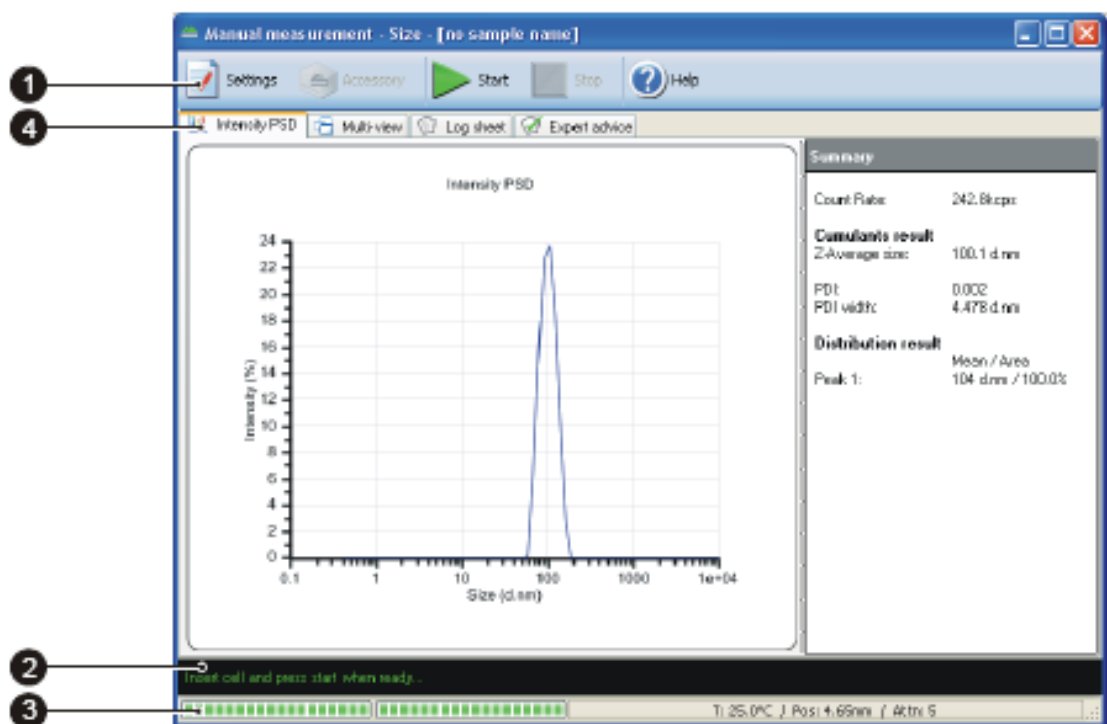 Manual measurement - Size - [no sample name]
1
Settings Accessory Start Stop Help
4
Intensity PSD Multi-view Log sheet Expert advice
Summary
Intensity PSD
Count Rate: 242.8kcps
Cumulants result
Z-Average size: 100.1 d.nm
PDI: 0.002
PDI width: 4.478 d.nm
Distribution result
Mean / Area
Peak 1: 104 d.nm / 100.0%
Intensity (%)
24
22
20
18
16
14
12
10
8
6
4
2
0
0.1 1 10 100 1000 1e+04
Size (d.nm)
2
Insert cell and press start when ready...
3
T: 25.0°C / Pos: 4.65mm / Attn: 5